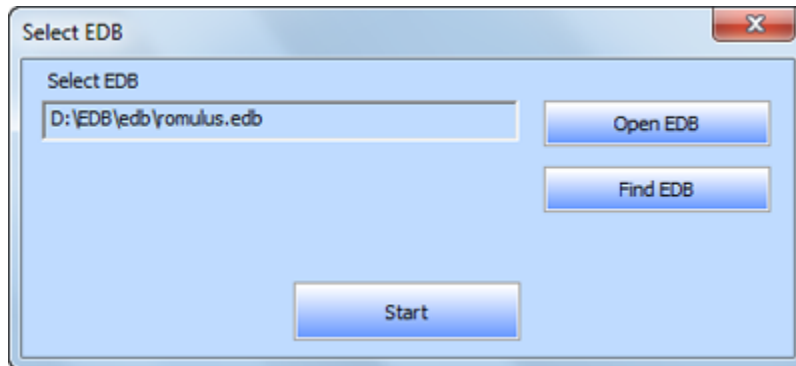 Select EDB
Select EDB
D:\EDB\edb\romulus.edb
Open EDB
Find EDB
Start